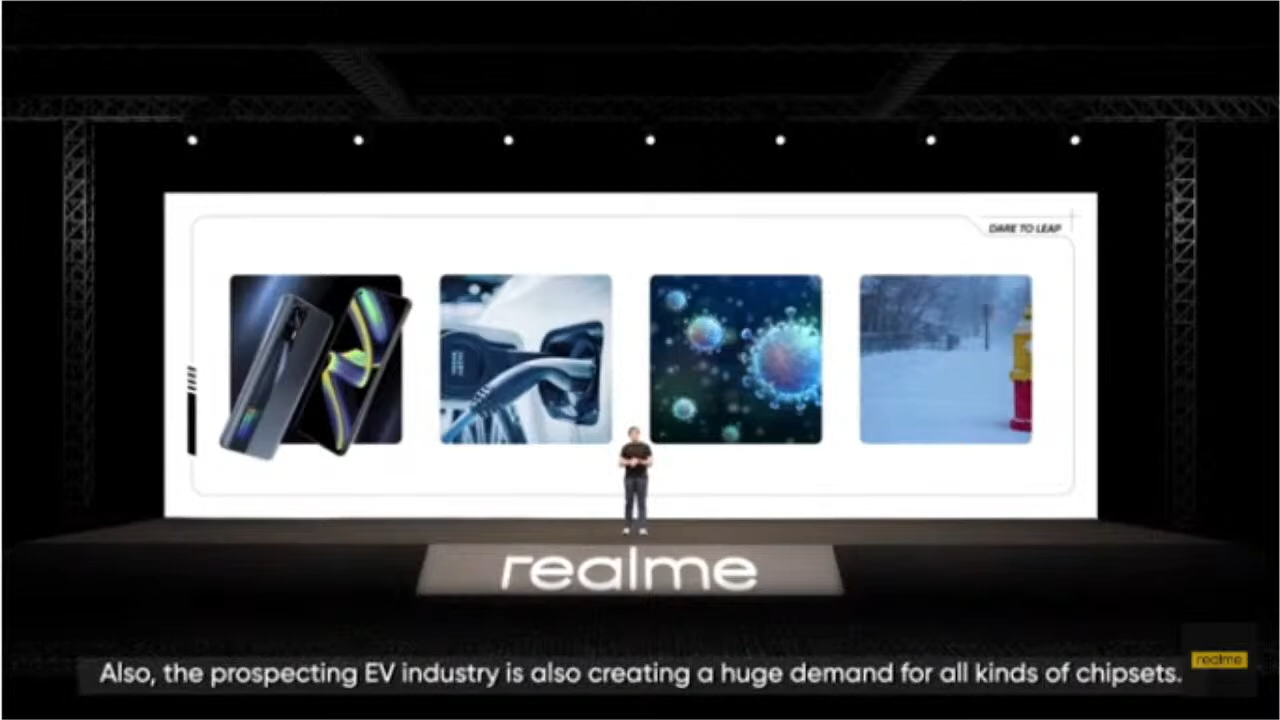 DARE TO LEAP
realme
Also, the prospecting EV industry is also creating a huge demand for all kinds of chipsets.
realme